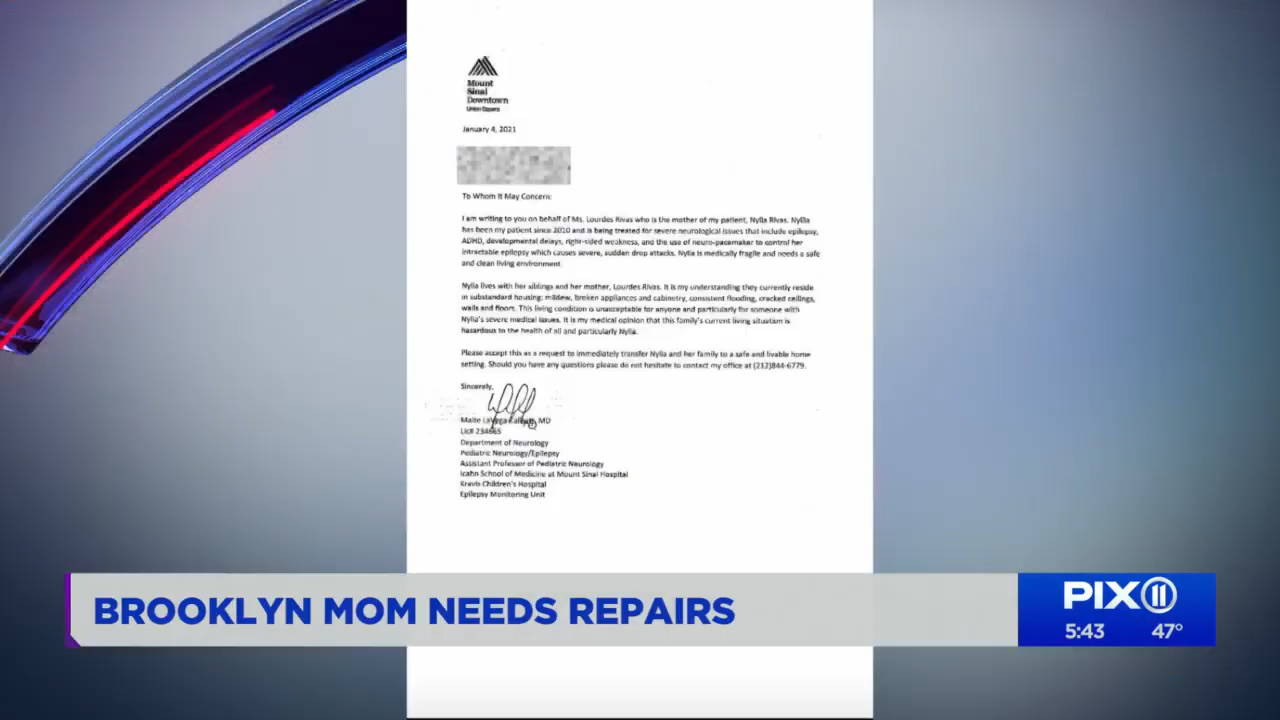 Mount
Sinai
Downtown
Union Square
January 4, 2021
To Whom It May Concern:
I am writing to you on behalf of Ms. Lourdes Rivas who is the mother of my patient, Nylia Rivas. Nylia
has been my patient since 2010 and is being treated for severe neurological issues that include epilepsy,
ADHD, developmental delays, right-sided weakness, and the use of neuro-pacemaker to control her
intractable epilepsy which causes severe, sudden drop attacks. Nylia is medically fragile and needs a safe
and clean living environment.
Nylia lives with her siblings and her mother, Lourdes Rivas. It is my understanding they currently reside
in substandard housing; mildew, broken appliances and cabinetry, consistent flooding, cracked ceilings,
walls and floors. This living condition is unacceptable for anyone and particularly for someone with
Nylia's severe medical issues. It is my medical opinion that this family's current living situation is
hazardous to the health of all and particularly Nylia.
Please accept this as a request to immediately transfer Nylia and her family to a safe and livable home
setting. Should you have any questions please do not hesitate to contact my office at (212)844-6779.
Sincerely,
Maite MD
Lic#
Department of Neurology
Pediatric Neurology/Epilepsy
Assistant Professor of Pediatric Neurology
Icahn School of Medicine at Mount Sinai Hospital
Kravis Children's Hospital
Epilepsy Monitoring Unit
BROOKLYN MOM NEEDS REPAIRS
PIX 11
5:43 47°